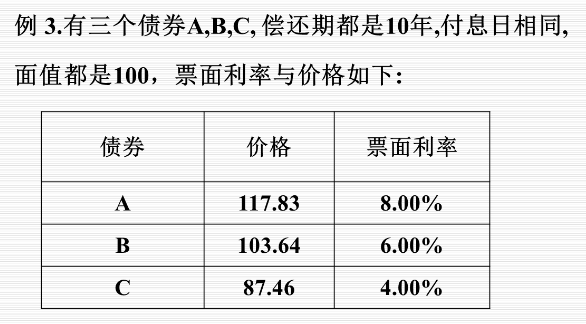 例 3.有三个债券A,B,C, 偿还期都是10年,付息日相同,
面值都是100，票面利率与价格如下:
债券 价格 票面利率
A 117.83 8.00%
B 103.64 6.00%
C 87.46 4.00%